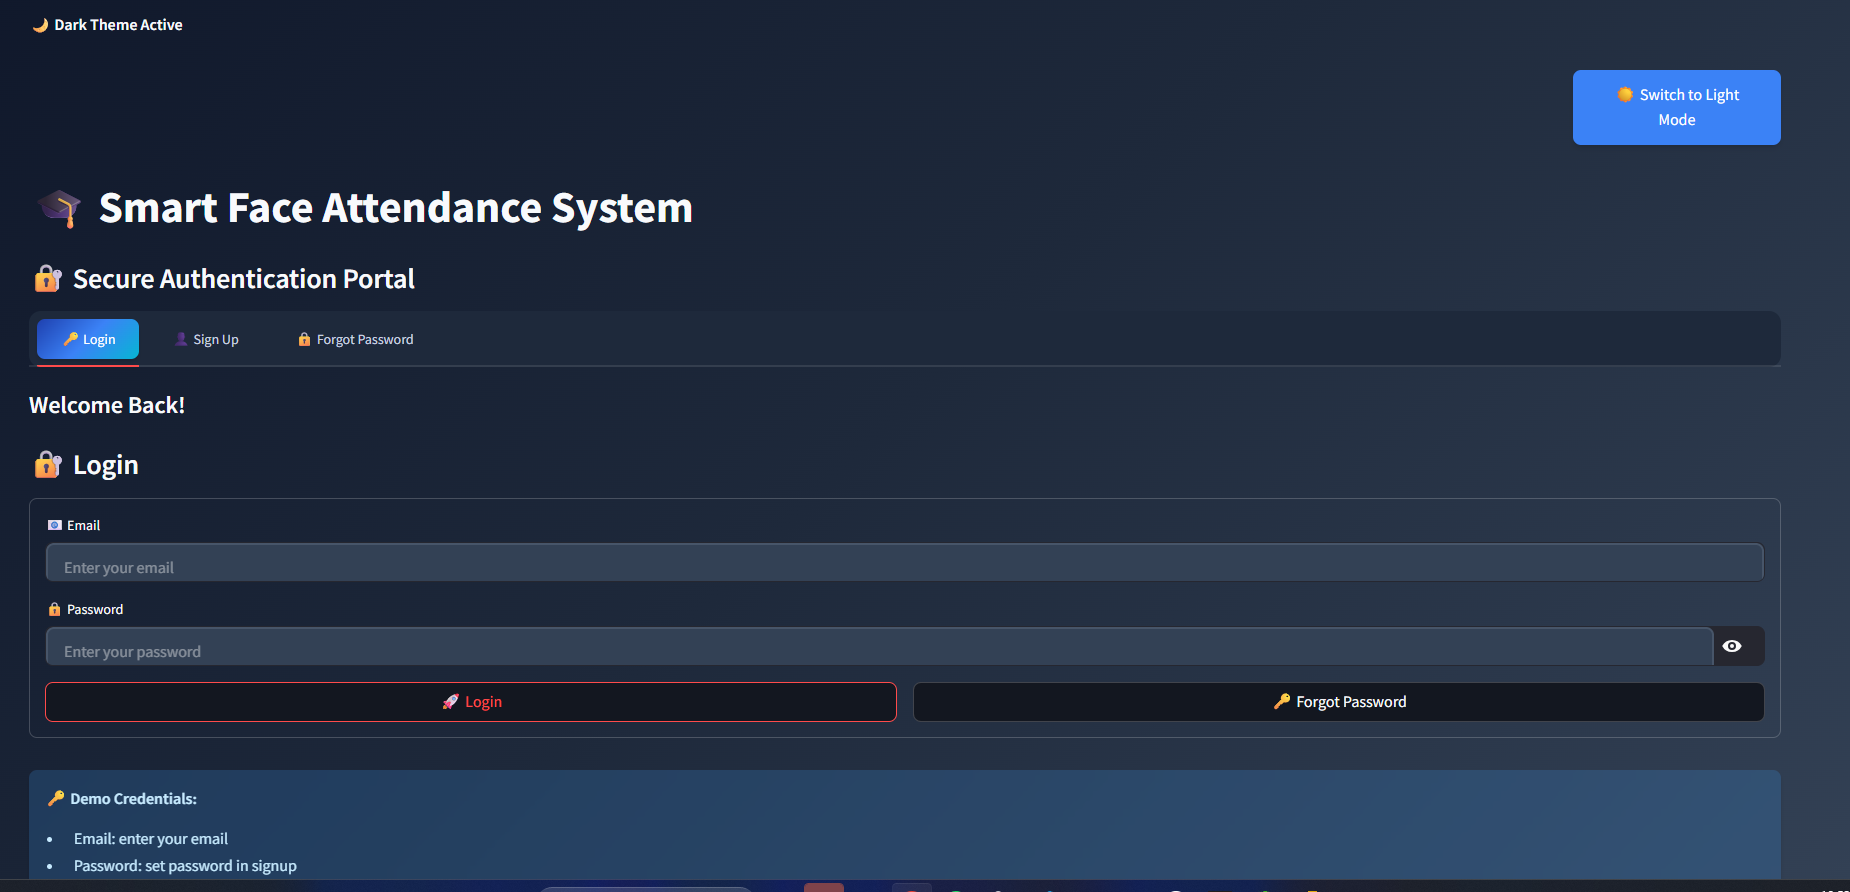 🌙 Dark Theme Active
☀️ Switch to Light
Mode
🎓 Smart Face Attendance System
🔐 Secure Authentication Portal
🔑 Login
👤 Sign Up
🔒 Forgot Password
Welcome Back!
🔐 Login
📧 Email
Enter your email
🔒 Password
Enter your password
🚀 Login
🔑 Forgot Password
🔑 Demo Credentials:
• Email: enter your email
• Password: set password in signup